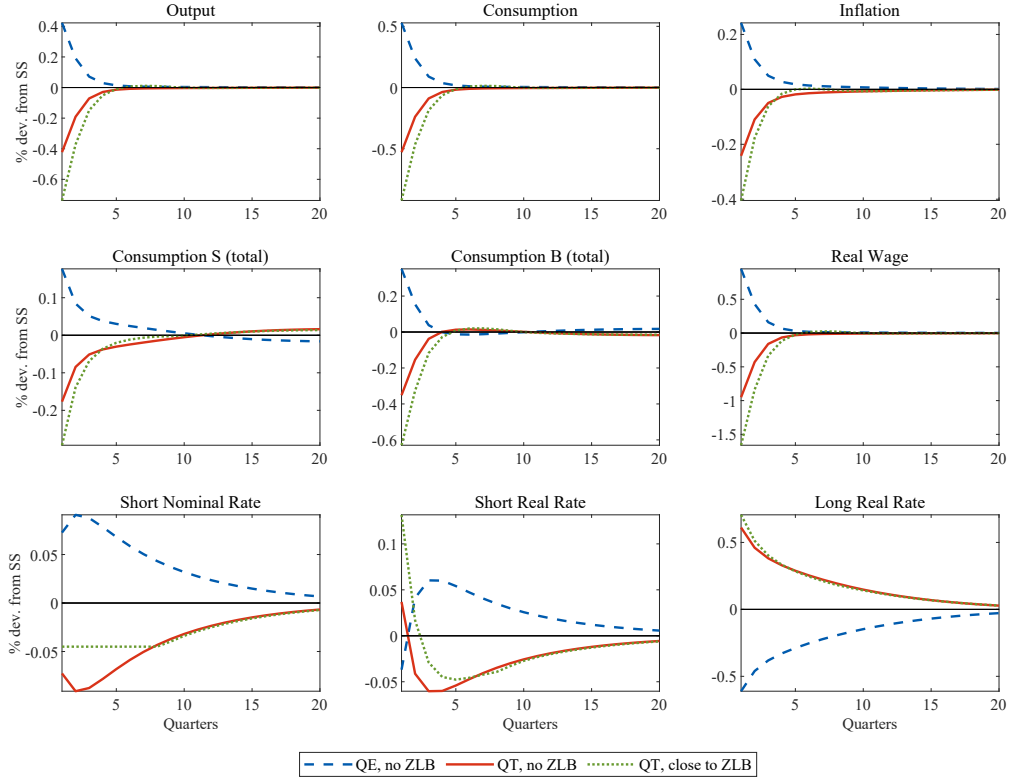 Output Consumption Inflation
% dev. from SS
0.4
0.2
0
-0.2
-0.4
-0.6
5 10 15 20
0.5
0
-0.5
5 10 15 20
0.2
0
-0.2
-0.4
5 10 15 20
Consumption S (total) Consumption B (total) Real Wage
% dev. from SS
0.1
0
-0.1
-0.2
5 10 15 20
0.2
0
-0.2
-0.4
-0.6
5 10 15 20
0.5
0
-0.5
-1
-1.5
5 10 15 20
Short Nominal Rate Short Real Rate Long Real Rate
% dev. from SS
0.05
0
-0.05
5 10 15 20
Quarters
0.1
0.05
0
-0.05
5 10 15 20
Quarters
0.5
0
-0.5
5 10 15 20
Quarters
QE, no ZLB QT, no ZLB QT, close to ZLB